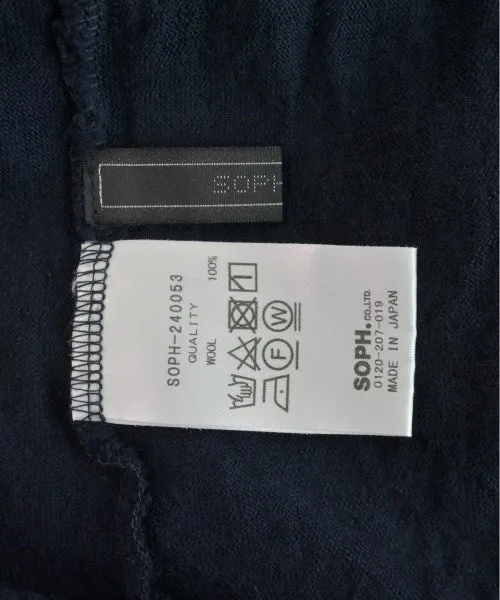 SOPH
SOPH-240053
QUALITY
WOOL 100%
F W
SOPH. CO.,LTD.
0120-207-019
MADE IN JAPAN